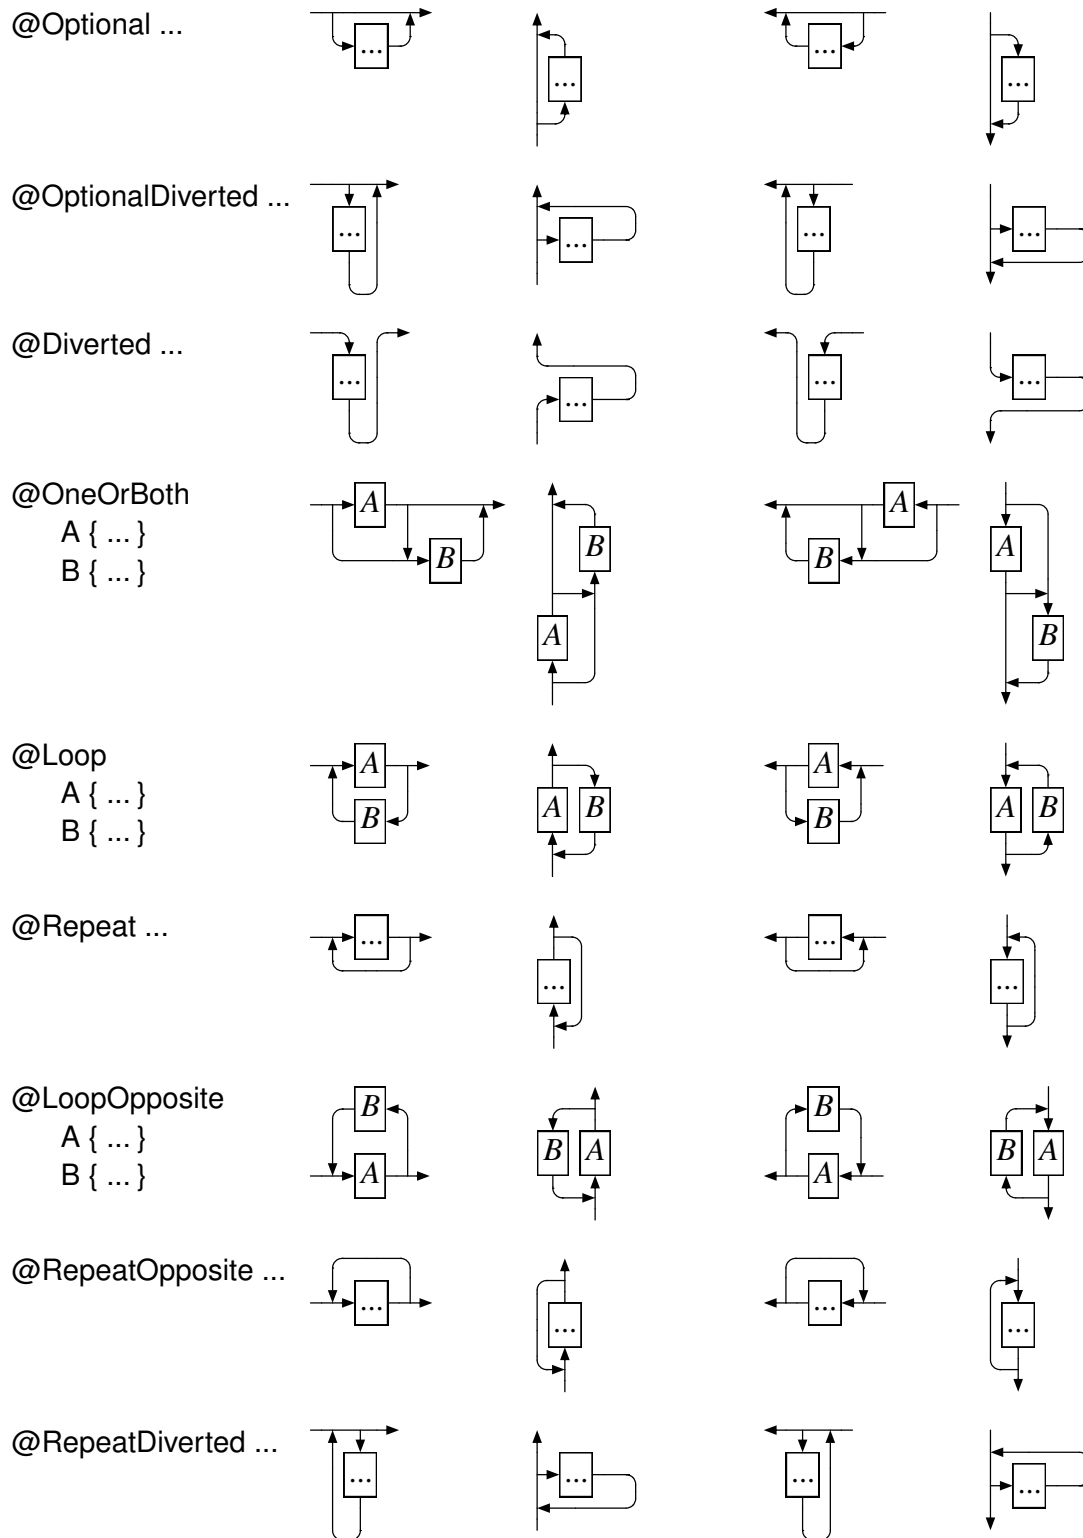 @Optional ...
... ... ... ...
@OptionalDiverted ...
... ... ... ...
@Diverted ...
... ... ... ...
@OneOrBoth
A { ... }
B { ... }
A B B A A B A B
@Loop
A { ... }
B { ... }
A B A B A B A B
@Repeat ...
... ... ... ...
@LoopOpposite
A { ... }
B { ... }
B A B A B A B A
@RepeatOpposite ...
... ... ... ...
@RepeatDiverted ...
... ... ... ...